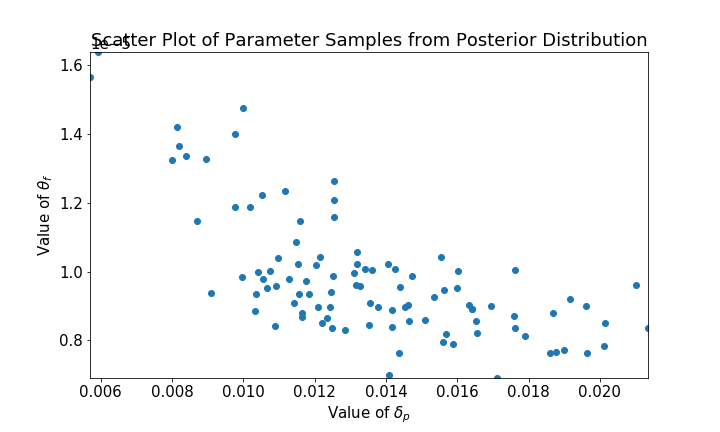 Scatter Plot of Parameter Samples from Posterior Distribution
1e−5
1.6
1.4
1.2
1.0
0.8
Value of θ_f
0.006 0.008 0.010 0.012 0.014 0.016 0.018 0.020
Value of δ_p